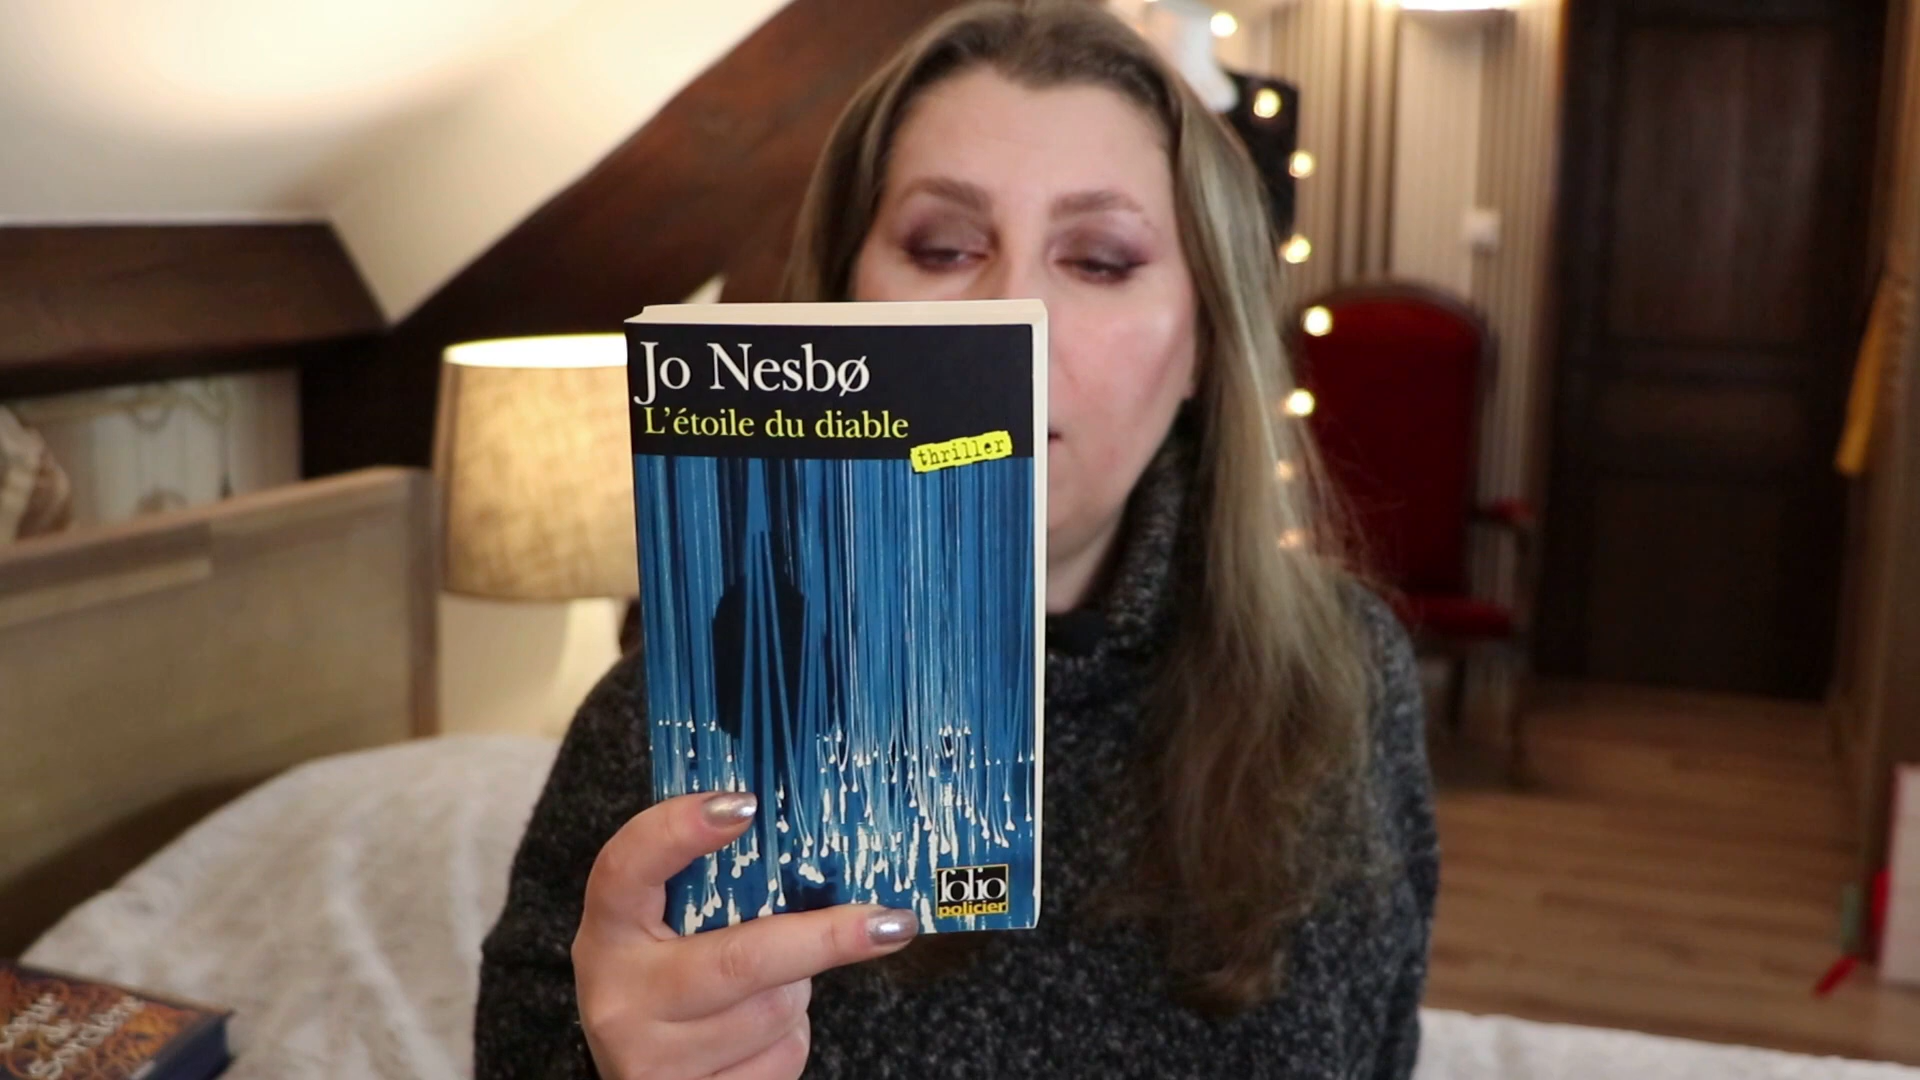 Jo Nesbø
L'étoile du diable
thriller
folio
policier